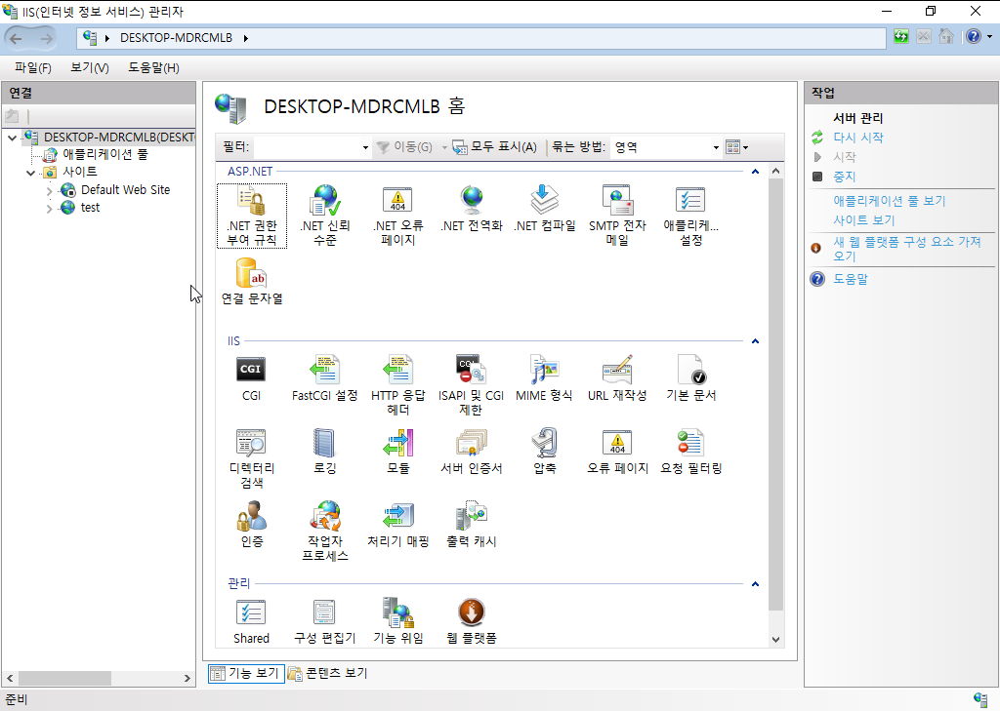 IIS(인터넷 정보 서비스) 관리자
DESKTOP-MDRCMLB
파일(F) 보기(V) 도움말(H)
연결
DESKTOP-MDRCMLB(DESKT
애플리케이션 풀
사이트
Default Web Site
test
DESKTOP-MDRCMLB 홈
필터: 이동(G) 모두 표시(A) 묶는 방법: 영역
ASP.NET
.NET 권한
부여 규칙
.NET 신뢰
수준
.NET 오류
페이지
.NET 전역화
.NET 컴파일
SMTP 전자
메일
애플리케...
설정
연결 문자열
IIS
CGI
FastCGI 설정
HTTP 응답
헤더
ISAPI 및 CGI
제한
MIME 형식
URL 재작성
기본 문서
디렉터리
검색
로깅
모듈
서버 인증서
압축
오류 페이지
요청 필터링
인증
작업자
프로세스
처리기 매핑
출력 캐시
관리
Shared
구성 편집기
기능 위임
웹 플랫폼
기능 보기 콘텐츠 보기
작업
서버 관리
다시 시작
시작
중지
애플리케이션 풀 보기
사이트 보기
새 웹 플랫폼 구성 요소 가져
오기
도움말
준비